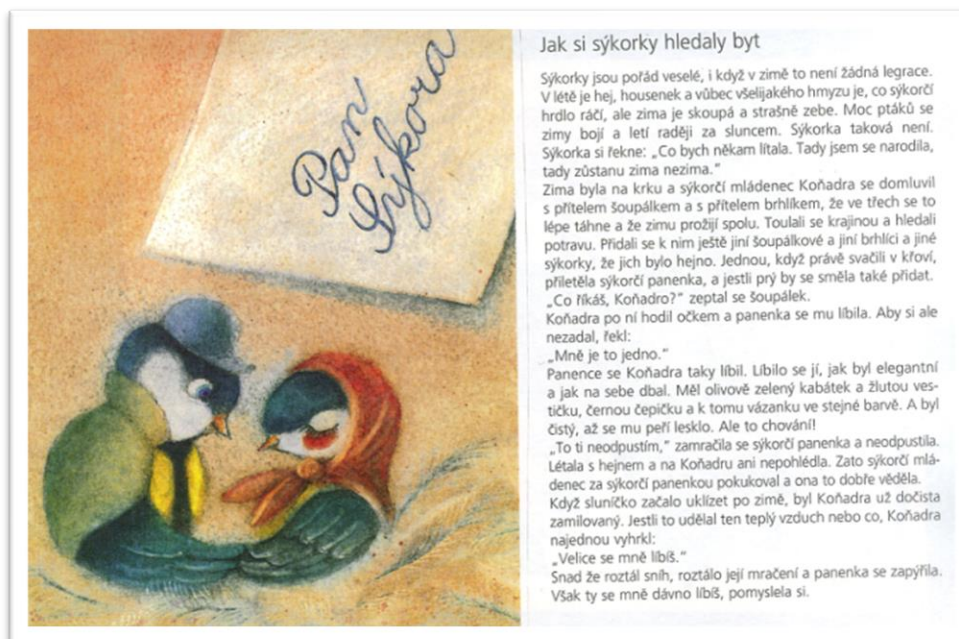 Pan
Sýkora
Jak si sýkorky hledaly byt
Sýkorky jsou pořád veselé, i když v zimě to není žádná legrace.
V létě je hej, housenek a vůbec všelijakého hmyzu je, co sýkorčí
hrdlo ráčí, ale zima je skoupá a strašně zebe. Moc ptáků se
zimy bojí a letí raději za sluncem. Sýkorka taková není.
Sýkorka si řekne: „Co bych někam lítala. Tady jsem se narodila,
tady zůstanu zima nezima."
Zima byla na krku a sýkorčí mládenec Koňadra se domluvil
s přítelem šoupálkem a s přítelem brhlíkem, že ve třech se to
lépe táhne a že zimu prožijí spolu. Toulali se krajinou a hledali
potravu. Přidali se k nim ještě jiní šoupálkové a jiní brhlíci a jiné
sýkorky, že jich bylo hejno. Jednou, když právě svačili v křoví,
přiletěla sýkorčí panenka, a jestli prý by se směla také přidat.
„Co říkáš, Koňadro?" zeptal se šoupálek.
Koňadra po ní hodil očkem a panenka se mu líbila. Aby si ale
nezadal, řekl:
„Mně je to jedno."
Panence se Koňadra taky líbil. Líbilo se jí, jak byl elegantní
a jak na sebe dbal. Měl olivově zelený kabátek a žlutou ves-
tičku, černou čepičku a k tomu vázanku ve stejné barvě. A byl
čistý, až se mu peří lesklo. Ale to chování!
„To ti neodpustím," zamračila se sýkorčí panenka a neodpustila.
Létala s hejnem a na Koňadru ani nepohlédla. Zato sýkorčí mlá-
denec za sýkorčí panenkou pokukoval a ona to dobře věděla.
Když sluníčko začalo uklízet po zimě, byl Koňadra už dočista
zamilovaný. Jestli to udělal ten teplý vzduch nebo co, Koňadra
najednou vyhrkl:
„Velice se mně líbíš."
Snad že roztál sníh, roztálo její mračení a panenka se zapýřila.
Však ty se mně dávno líbíš, pomyslela si.